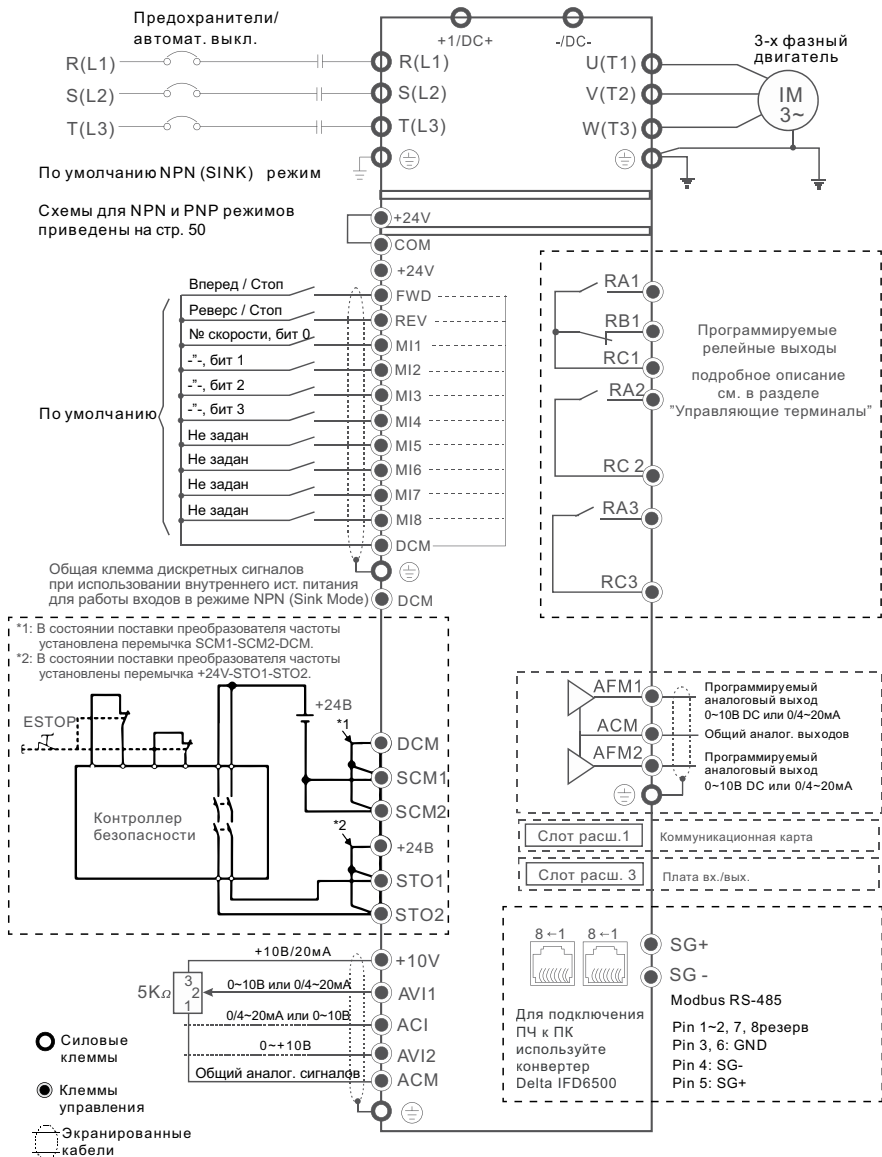 Предохранители/
автомат. выкл.
+1/DC+
-/DC-
3-х фазный
двигатель
R(L1)
R(L1)
U(T1)
S(L2)
S(L2)
V(T2)
IM
3~
T(L3)
T(L3)
W(T3)
По умолчанию NPN (SINK) режим
Схемы для NPN и PNP режимов
приведены на стр. 50
+24V
COM
+24V
Вперед / Стоп
FWD
Реверс / Стоп
REV
№ скорости, бит 0
MI1
-"-, бит 1
MI2
-"-, бит 2
MI3
-"-, бит 3
MI4
По умолчанию
Не задан
MI5
Не задан
MI6
Не задан
MI7
Не задан
MI8
DCM
Общая клемма дискретных сигналов
при использовании внутреннего ист. питания
для работы входов в режиме NPN (Sink Mode)
DCM
RA1
RB1
RC1
RA2
RC 2
RA3
RC3
Программируемые
релейные выходы
подробное описание
см. в разделе
"Управляющие терминалы"
*1: В состоянии поставки преобразователя частоты
установлена перемычка SCM1-SCM2-DCM.
*2: В состоянии поставки преобразователя частоты
установлены перемычка +24V-STO1-STO2.
ESTOP
+24В
*1
DCM
SCM1
SCM2
Контроллер
безопасности
*2
+24В
STO1
STO2
AFM1
Программируемый
аналоговый выход
0~10В DC или 0/4~20мА
ACM
Общий аналог. выходов
AFM2
Программируемый
аналоговый выход
0~10В DC или 0/4~20мА
Слот расш.1
Коммуникационная карта
Слот расш. 3
Плата вх./вых.
+10В/20мА
+10V
5KΩ
3
2
1
0~10В или 0/4~20мА
AVI1
0/4~20мА или 0~10В
ACI
0~+10В
AVI2
Общий аналог. сигналов
ACM
8←1
8←1
SG+
SG -
Modbus RS-485
Для подключения
ПЧ к ПК
используйте
конвертер
Delta IFD6500
Pin 1~2, 7, 8резерв
Pin 3, 6: GND
Pin 4: SG-
Pin 5: SG+
Силовые
клеммы
Клеммы
управления
Экранированные
кабели